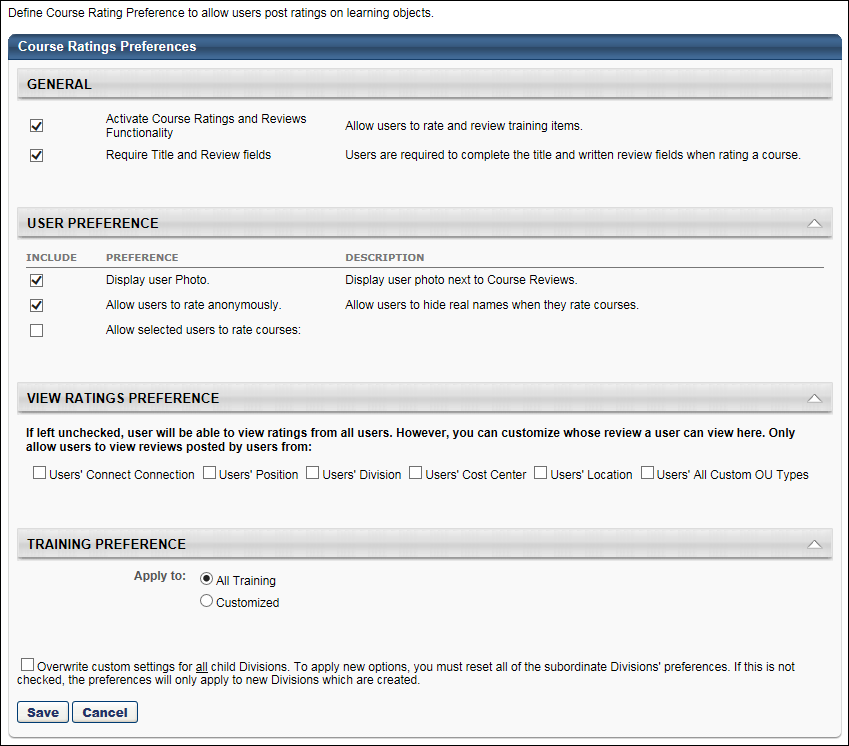 Define Course Rating Preference to allow users post ratings on learning objects.
Course Ratings Preferences
GENERAL
Activate Course Ratings and Reviews
Functionality
Allow users to rate and review training items.
Require Title and Review fields
Users are required to complete the title and written review fields when rating a course.
USER PREFERENCE
INCLUDE PREFERENCE DESCRIPTION
Display user Photo. Display user photo next to Course Reviews.
Allow users to rate anonymously. Allow users to hide real names when they rate courses.
Allow selected users to rate courses:
VIEW RATINGS PREFERENCE
If left unchecked, user will be able to view ratings from all users. However, you can customize whose review a user can view here. Only
allow users to view reviews posted by users from:
Users' Connect Connection Users' Position Users' Division Users' Cost Center Users' Location Users' All Custom OU Types
TRAINING PREFERENCE
Apply to: All Training
Customized
Overwrite custom settings for all child Divisions. To apply new options, you must reset all of the subordinate Divisions' preferences. If this is not
checked, the preferences will only apply to new Divisions which are created.
Save Cancel